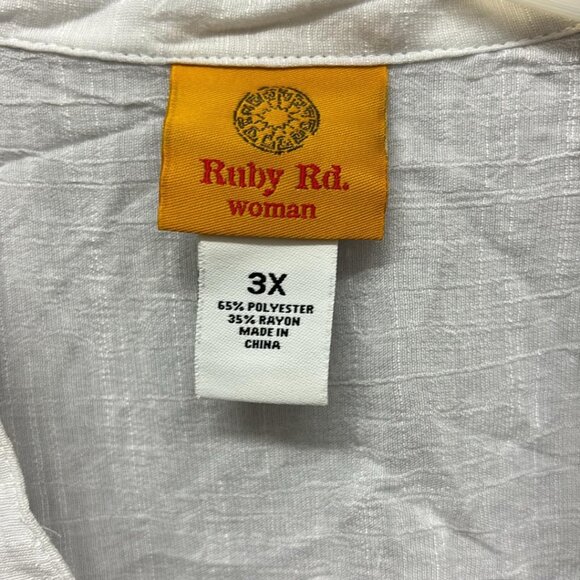 Ruby Rd.
woman
3X
65% POLYESTER
35% RAYON
MADE IN
CHINA